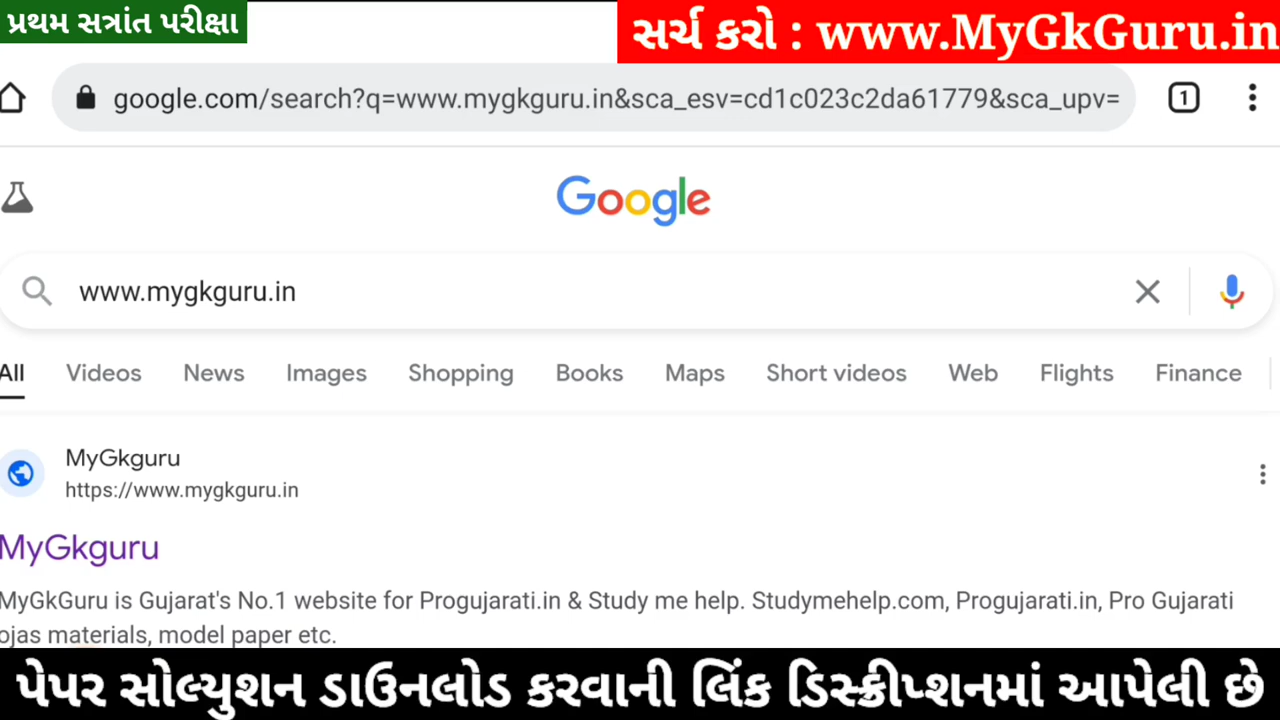 પ્રથમ સત્રાંત પરીક્ષા
સર્ચ કરો : www.MyGkGuru.in
google.com/search?q=www.mygkguru.in&sca_esv=cd1c023c2da61779&sca_upv=
1
Google
www.mygkguru.in
All Videos News Images Shopping Books Maps Short videos Web Flights Finance
MyGkguru
https://www.mygkguru.in
MyGkguru
MyGkGuru is Gujarat's No.1 website for Progujarati.in & Study me help. Studymehelp.com, Progujarati.in, Pro Gujarati
ojas materials, model paper etc.
પેપર સોલ્યુશન ડાઉનલોડ કરવાની લિંક ડિસ્ક્રીપ્શનમાં આપેલી છે